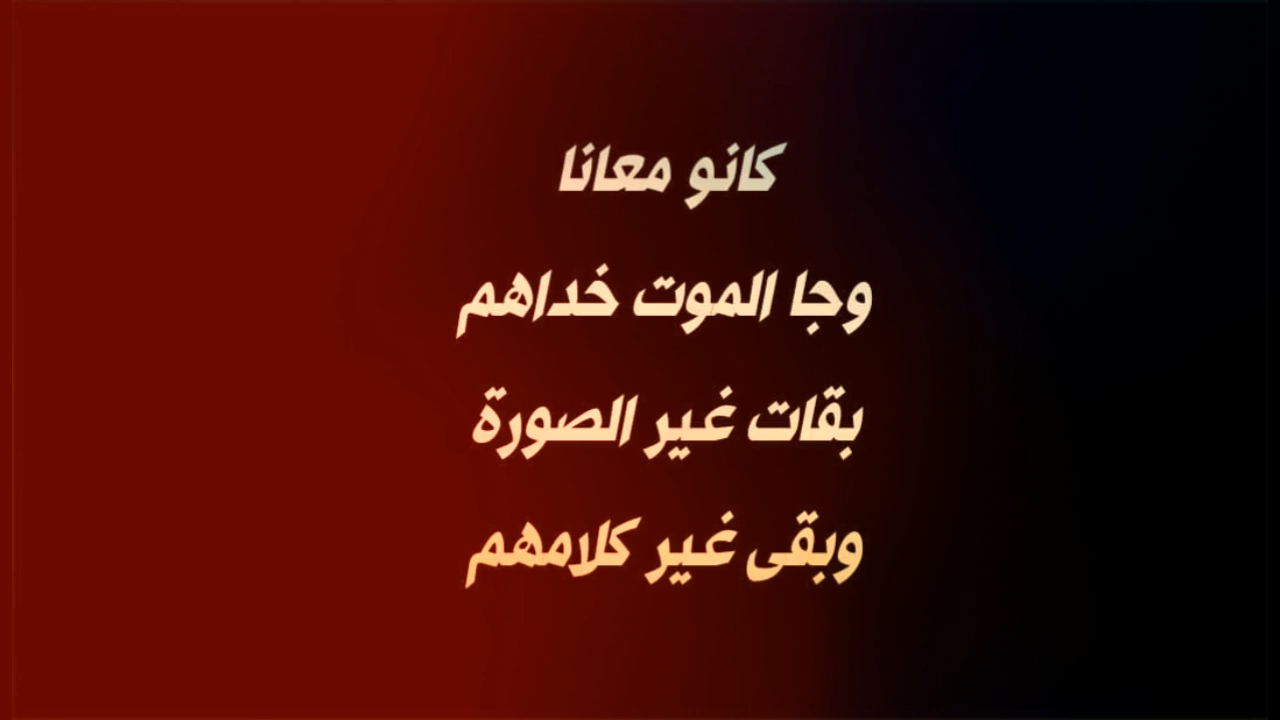 كانو معانا
وجا الموت خداهم
بقات غير الصورة
وبقى غير كلامهم